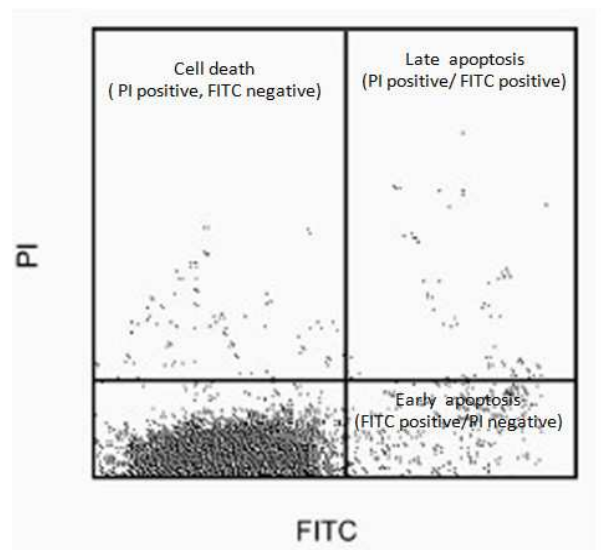 Cell death
( PI positive, FITC negative)
Late apoptosis
(PI positive/ FITC positive)
PI
Early apoptosis
(FITC positive/PI negative)
FITC